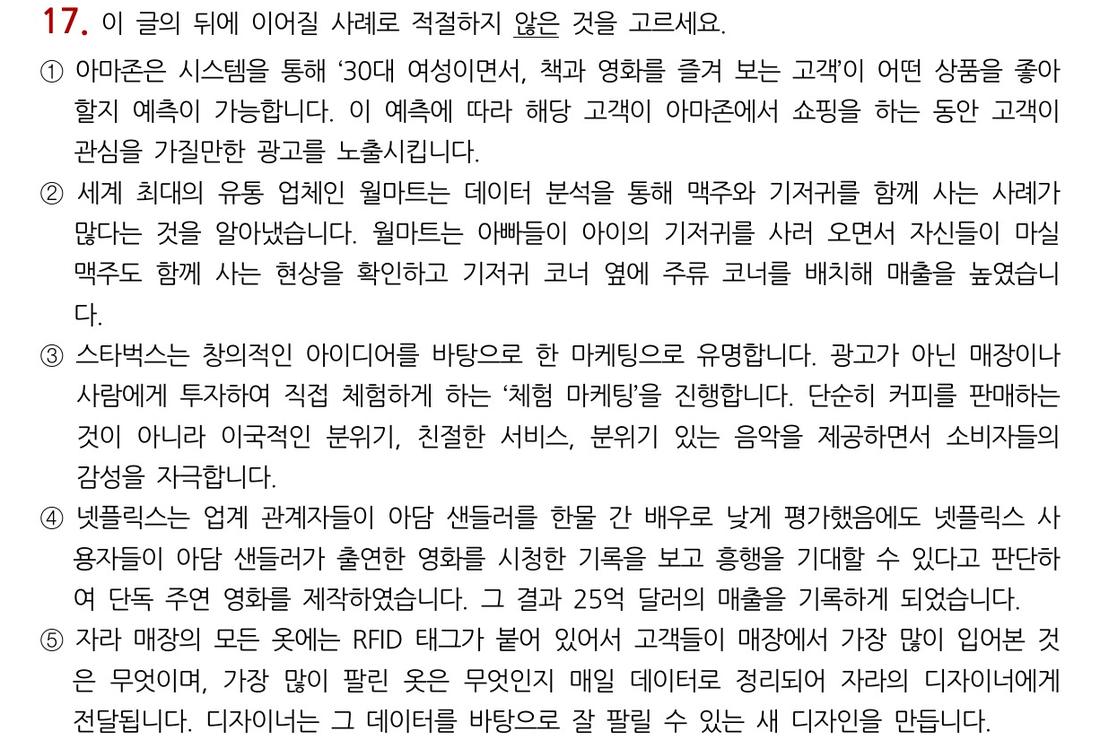 17. 이 글의 뒤에 이어질 사례로 적절하지 않은 것을 고르세요.
① 아마존은 시스템을 통해 ‘30대 여성이면서, 책과 영화를 즐겨 보는 고객’이 어떤 상품을 좋아
할지 예측이 가능합니다. 이 예측에 따라 해당 고객이 아마존에서 쇼핑을 하는 동안 고객이
관심을 가질만한 광고를 노출시킵니다.
② 세계 최대의 유통 업체인 월마트는 데이터 분석을 통해 맥주와 기저귀를 함께 사는 사례가
많다는 것을 알아냈습니다. 월마트는 아빠들이 아이의 기저귀를 사러 오면서 자신들이 마실
맥주도 함께 사는 현상을 확인하고 기저귀 코너 옆에 주류 코너를 배치해 매출을 높였습니
다.
③ 스타벅스는 창의적인 아이디어를 바탕으로 한 마케팅으로 유명합니다. 광고가 아닌 매장이나
사람에게 투자하여 직접 체험하게 하는 ‘체험 마케팅’을 진행합니다. 단순히 커피를 판매하는
것이 아니라 이국적인 분위기, 친절한 서비스, 분위기 있는 음악을 제공하면서 소비자들의
감성을 자극합니다.
④ 넷플릭스는 업계 관계자들이 아담 샌들러를 한물 간 배우로 낮게 평가했음에도 넷플릭스 사
용자들이 아담 샌들러가 출연한 영화를 시청한 기록을 보고 흥행을 기대할 수 있다고 판단하
여 단독 주연 영화를 제작하였습니다. 그 결과 25억 달러의 매출을 기록하게 되었습니다.
⑤ 자라 매장의 모든 옷에는 RFID 태그가 붙어 있어서 고객들이 매장에서 가장 많이 입어본 것
은 무엇이며, 가장 많이 팔린 옷은 무엇인지 매일 데이터로 정리되어 자라의 디자이너에게
전달됩니다. 디자이너는 그 데이터를 바탕으로 잘 팔릴 수 있는 새 디자인을 만듭니다.